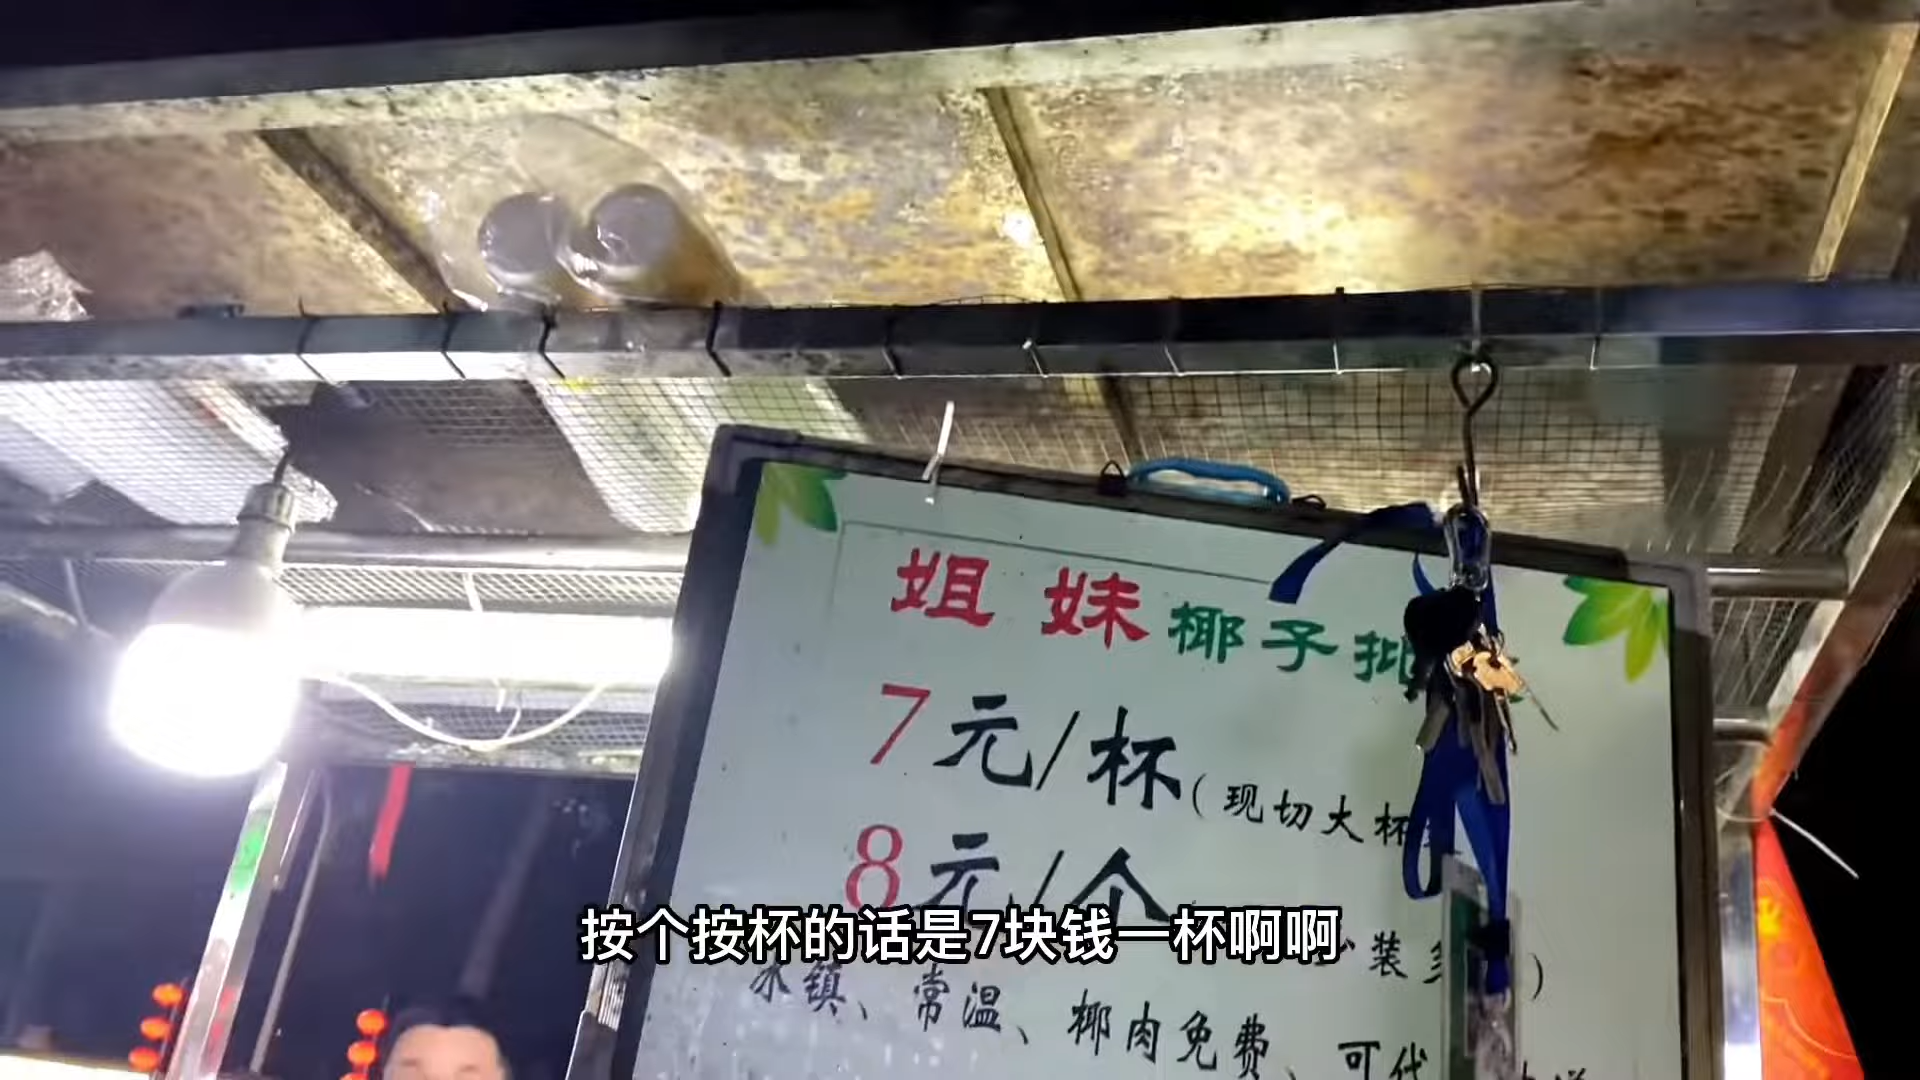 姐妹椰子批
7元/杯(现切大杯
8元/个
装
按个按杯的话是7块钱一杯啊啊
冰镇、常温、椰肉免费、可代